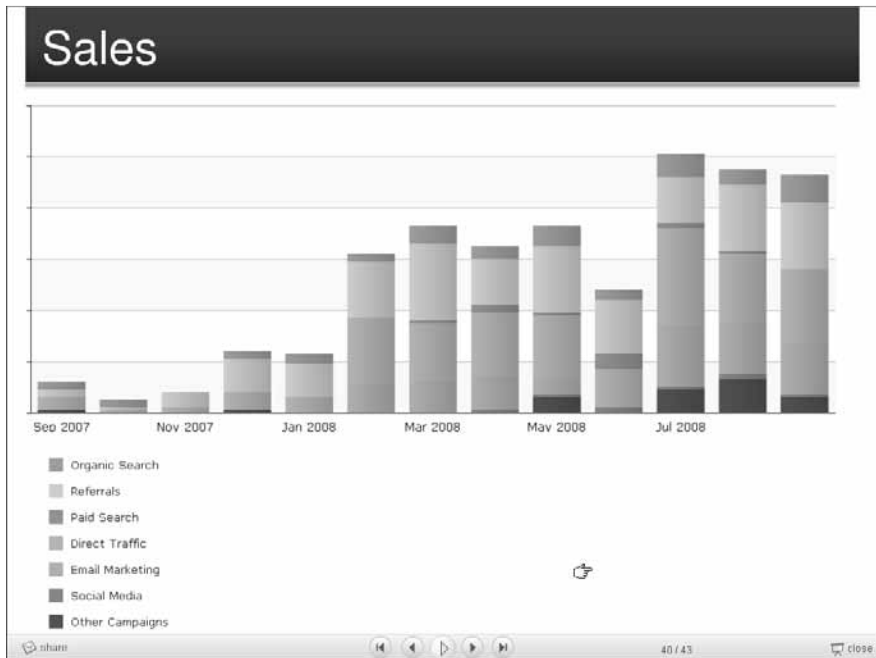 Sales
Sep 2007 Nov 2007 Jan 2008 Mar 2008 May 2008 Jul 2008
Organic Search
Referrals
Paid Search
Direct Traffic
Email Marketing
Social Media
Other Campaigns
share 40 / 43 close